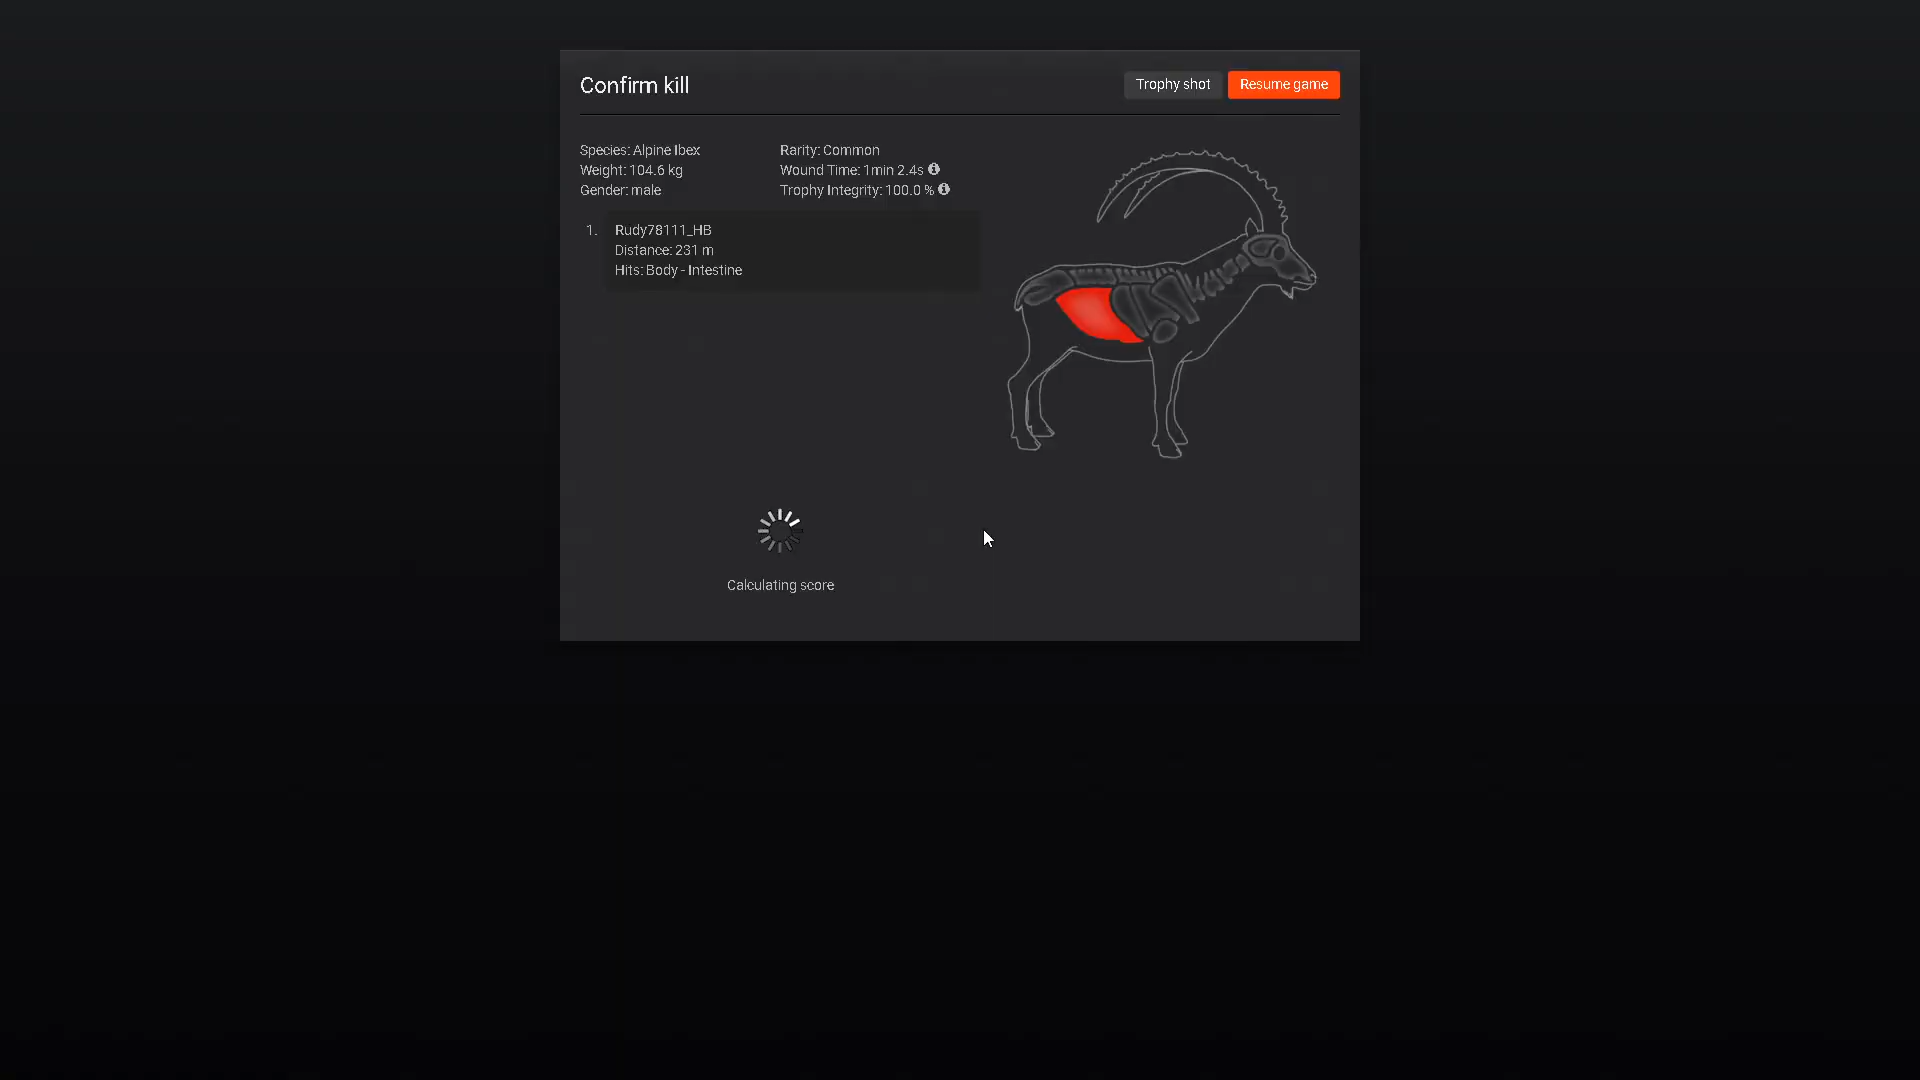 Confirm kill
Trophy shot
Resume game
Species: Alpine Ibex
Weight: 104.6 kg
Gender: male
Rarity: Common
Wound Time: 1min 2.4s
Trophy Integrity: 100.0 %
1. Rudy78111_HB
Distance: 231 m
Hits: Body - Intestine
Calculating score